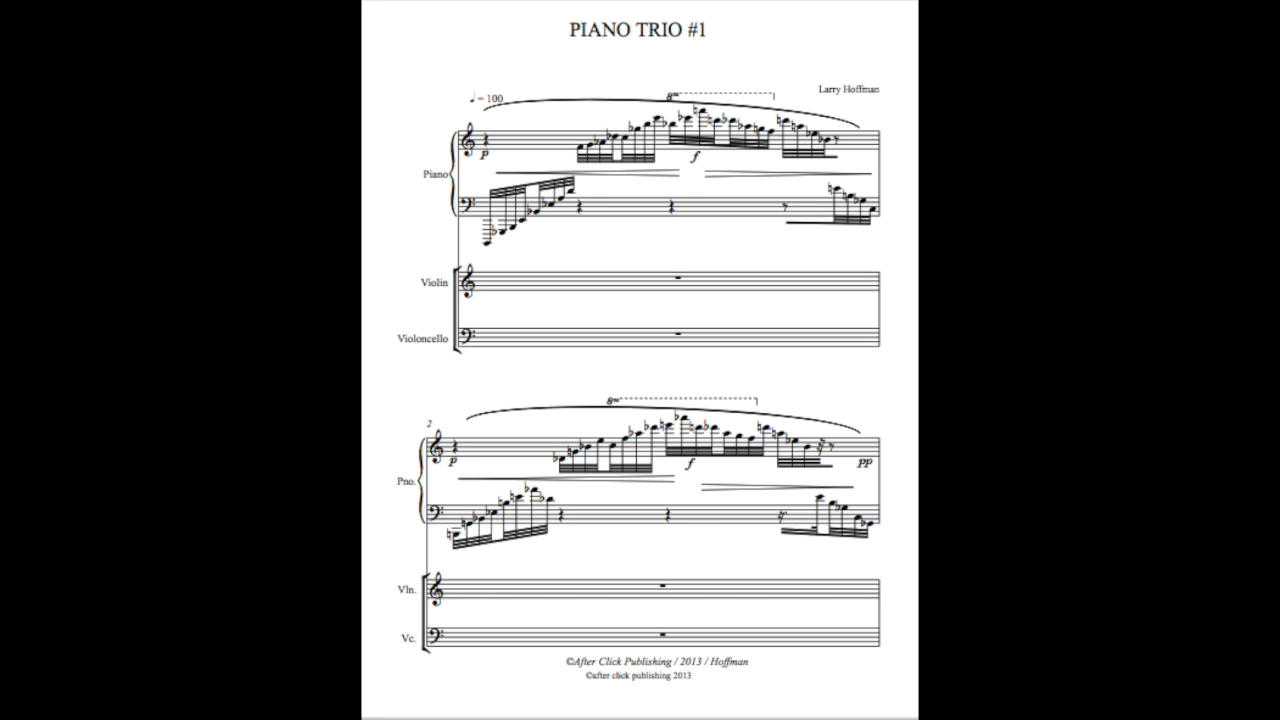 PIANO TRIO #1
Larry Hoffman
♩ = 100
8va
p
f
Piano
Violin
Violoncello
8va
2
p
f
pp
Pno.
Vln.
Vc.
©After Click Publishing / 2013 / Hoffman
©after click publishing 2013